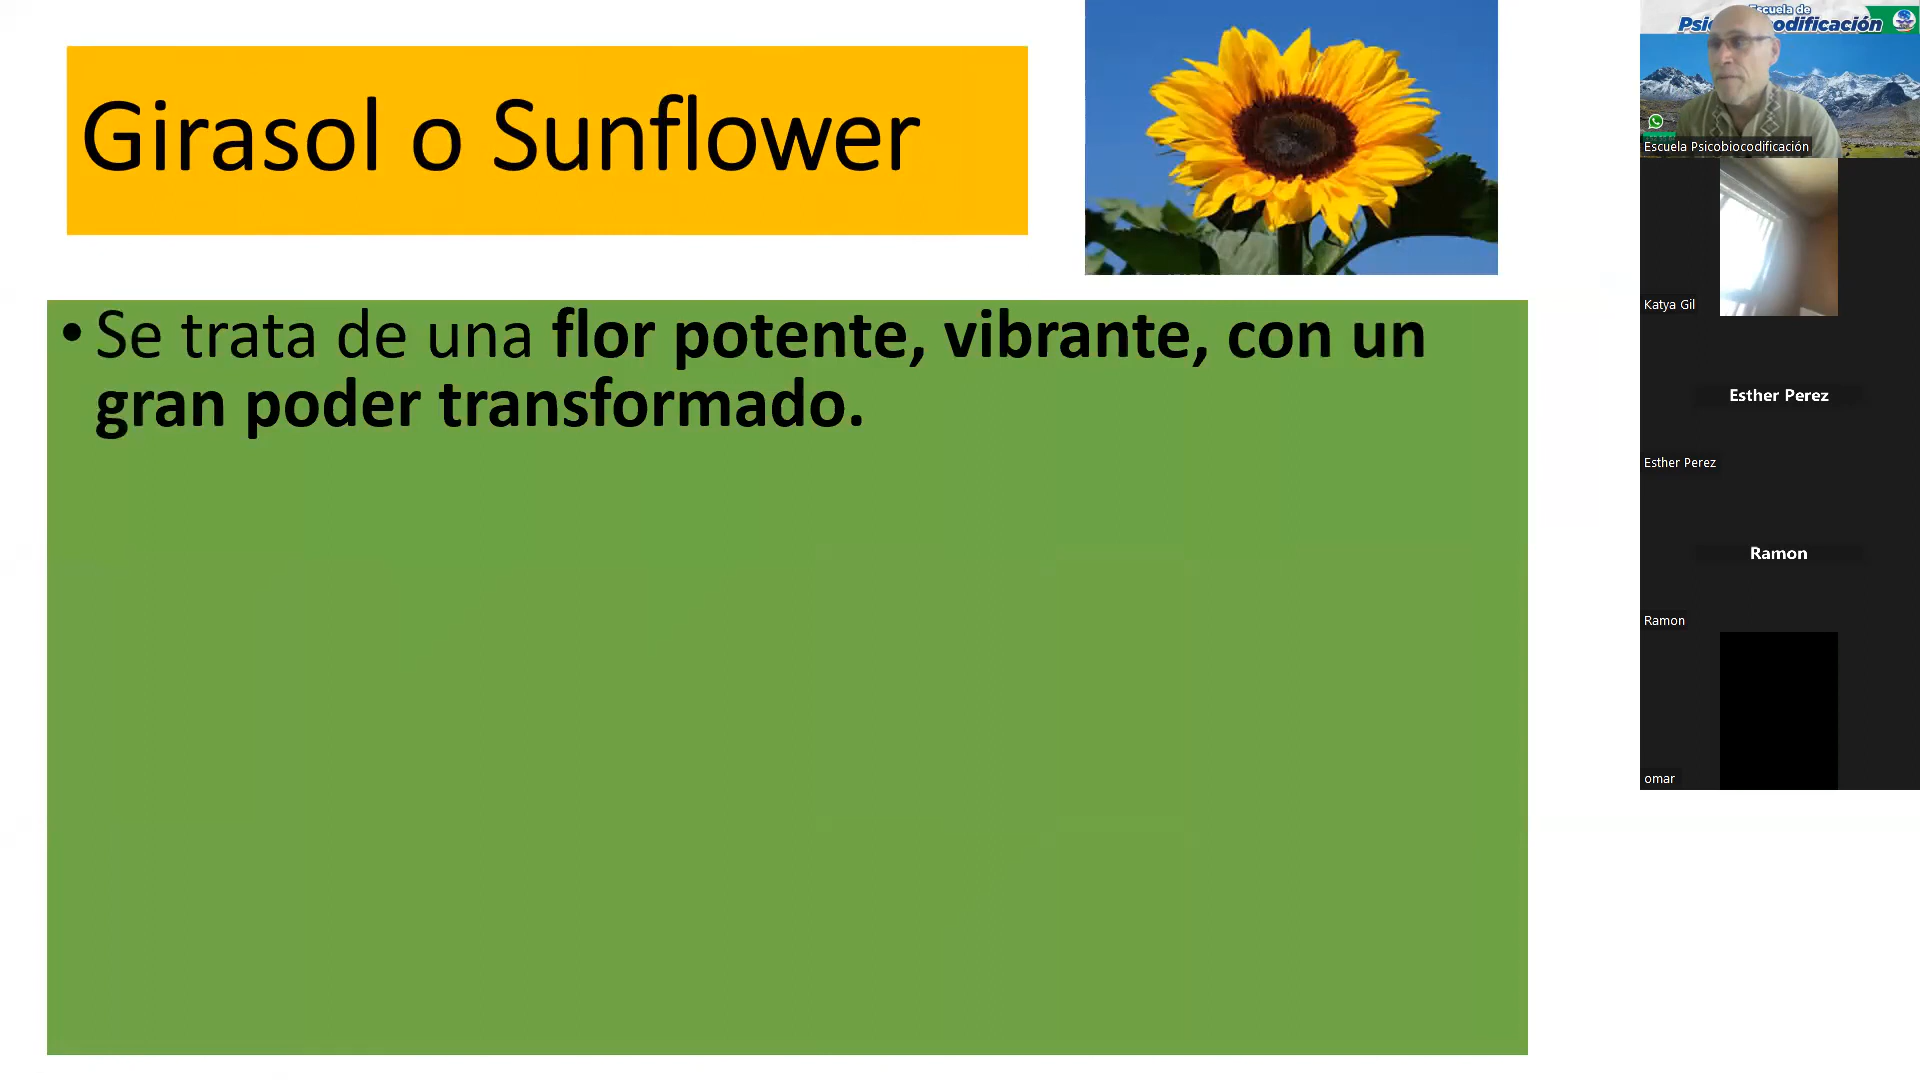 Girasol o Sunflower
• Se trata de una flor potente, vibrante, con un
gran poder transformado.
Escuela de
Escuela Psicobiocodificación
Katya Gil
Esther Perez
Esther Perez
Ramon
Ramon
omar